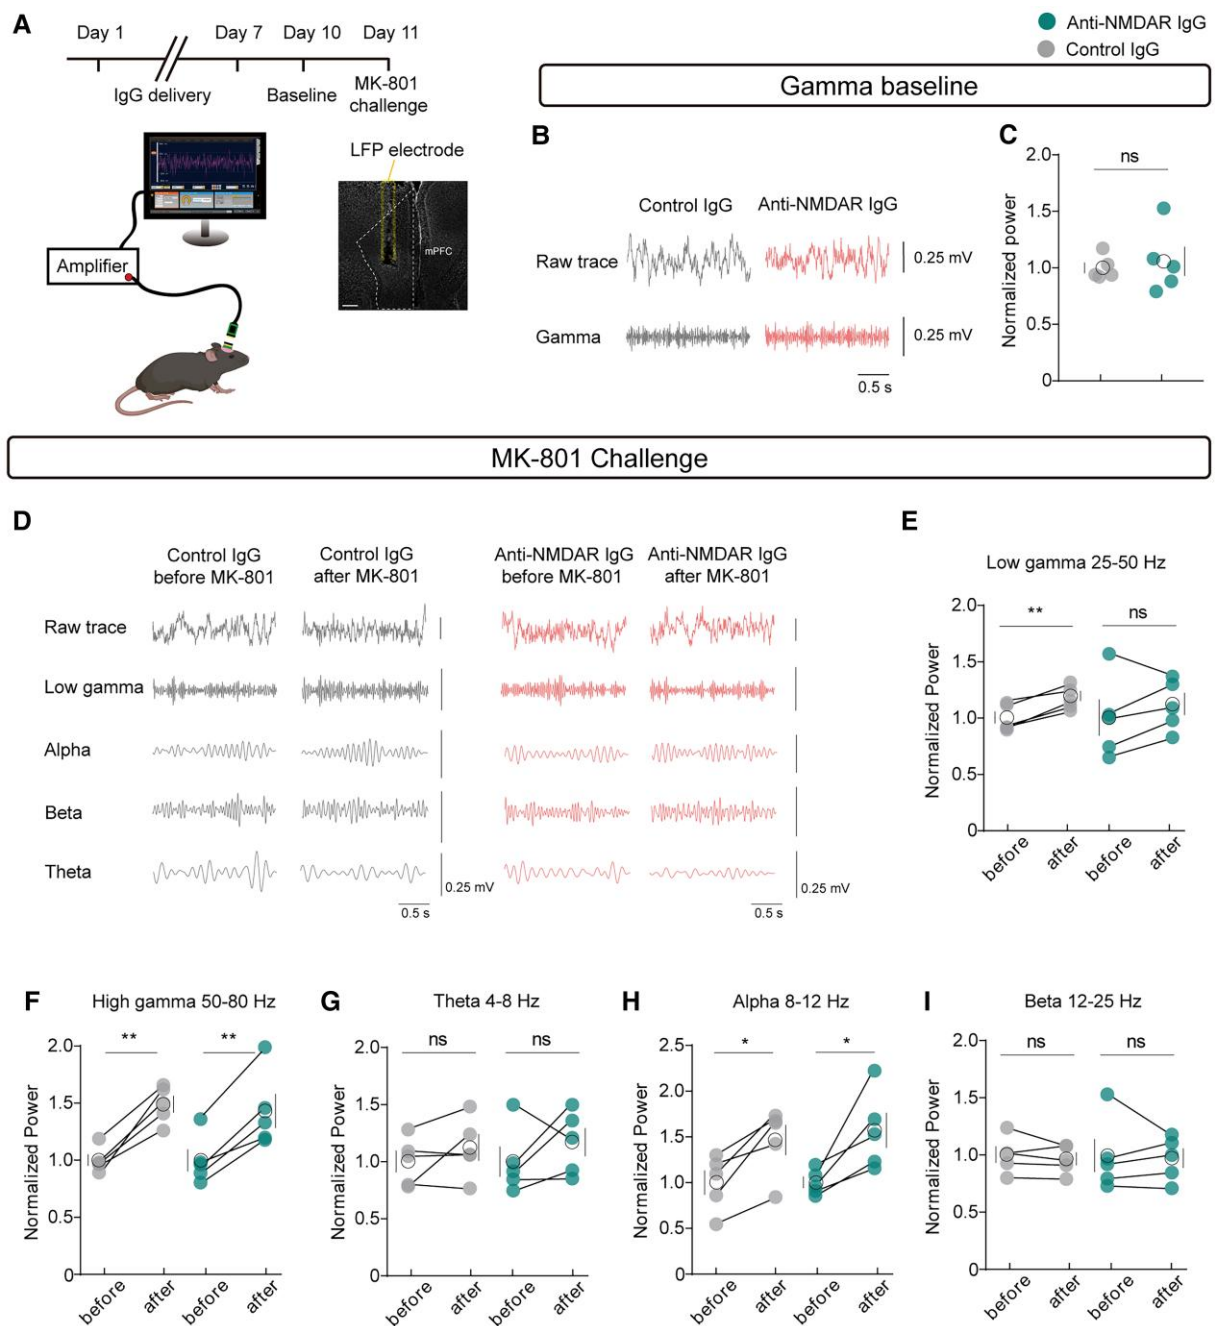 A
Day 1
Day 7
Day 10
Day 11
IgG delivery
Baseline
MK-801
challenge
Amplifier
LFP electrode
mPFC
Anti-NMDAR IgG
Control IgG
Gamma baseline
B
Control IgG
Anti-NMDAR IgG
Raw trace
0.25 mV
Gamma
0.25 mV
0.5 s
C
ns
Normalized power
2.0
1.5
1.0
0.5
0
MK-801 Challenge
D
Control IgG
before MK-801
Control IgG
after MK-801
Anti-NMDAR IgG
before MK-801
Anti-NMDAR IgG
after MK-801
Raw trace
Low gamma
Alpha
Beta
Theta
0.25 mV
0.5 s
0.25 mV
0.5 s
E
Low gamma 25-50 Hz
** ns
Normalized Power
2.0
1.5
1.0
0.5
0
before after before after
F
High gamma 50-80 Hz
** **
Normalized Power
2.0
1.5
1.0
0.5
0
before after before after
G
Theta 4-8 Hz
ns ns
Normalized Power
2.0
1.5
1.0
0.5
0
before after before after
H
Alpha 8-12 Hz
* *
Normalized Power
2.5
2.0
1.5
1.0
0.5
0
before after before after
I
Beta 12-25 Hz
ns ns
Normalized Power
2.0
1.5
1.0
0.5
0
before after before after